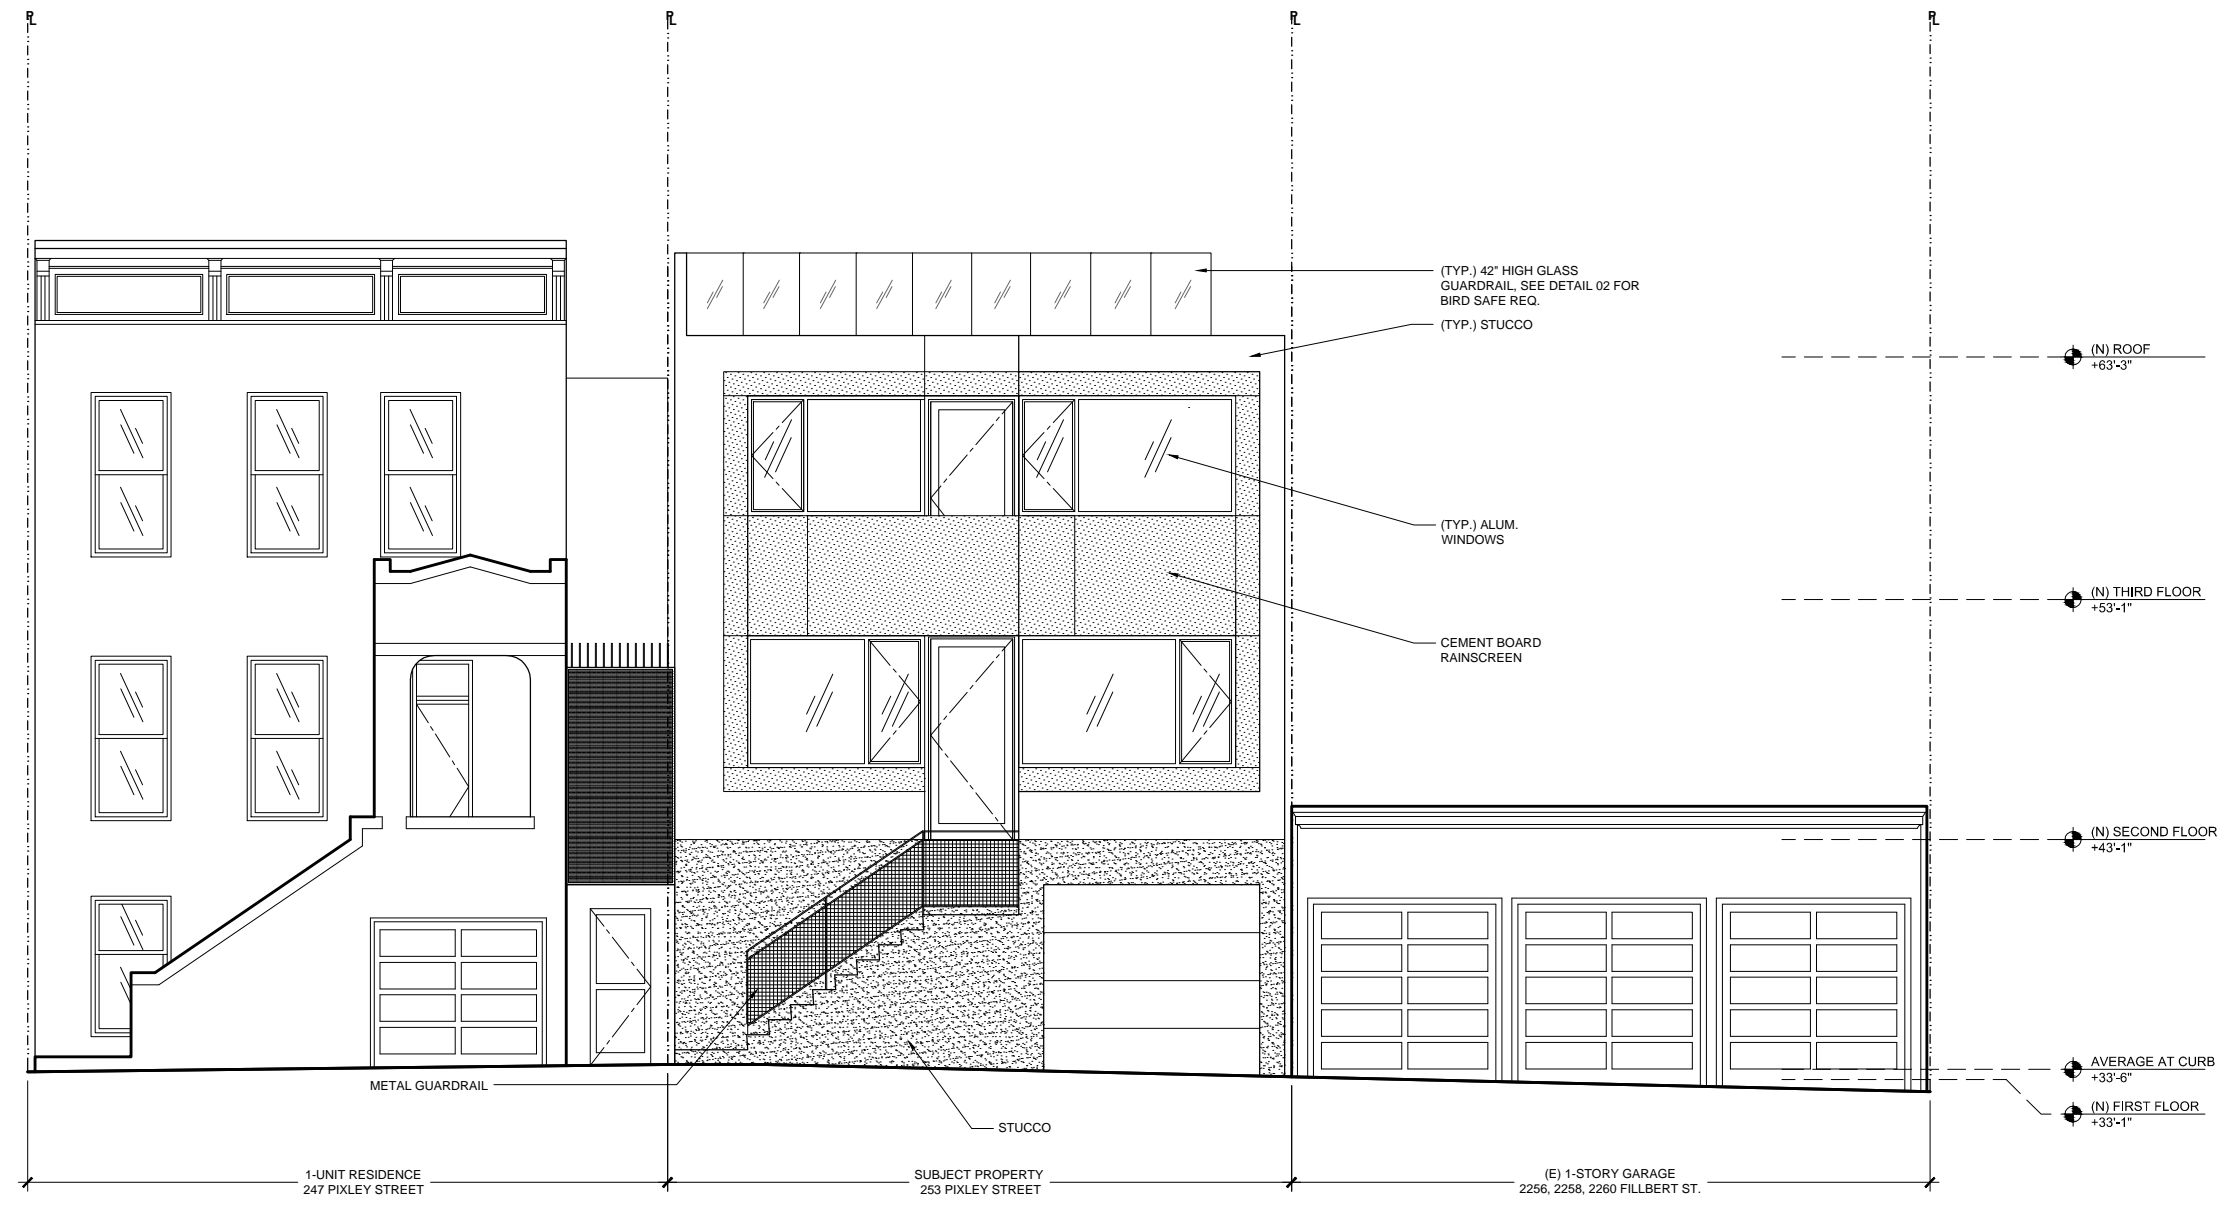 PL
PL
PL
PL
(TYP.) 42" HIGH GLASS
GUARDRAIL, SEE DETAIL 02 FOR
BIRD SAFE REQ.
(TYP.) STUCCO
(N) ROOF
+63'-3"
(TYP.) ALUM.
WINDOWS
(N) THIRD FLOOR
+53'-1"
CEMENT BOARD
RAINSCREEN
(N) SECOND FLOOR
+43'-1"
AVERAGE AT CURB
+33'-6"
METAL GUARDRAIL
(N) FIRST FLOOR
+33'-1"
STUCCO
1-UNIT RESIDENCE
247 PIXLEY STREET
SUBJECT PROPERTY
253 PIXLEY STREET
(E) 1-STORY GARAGE
2256, 2258, 2260 FILLBERT ST.